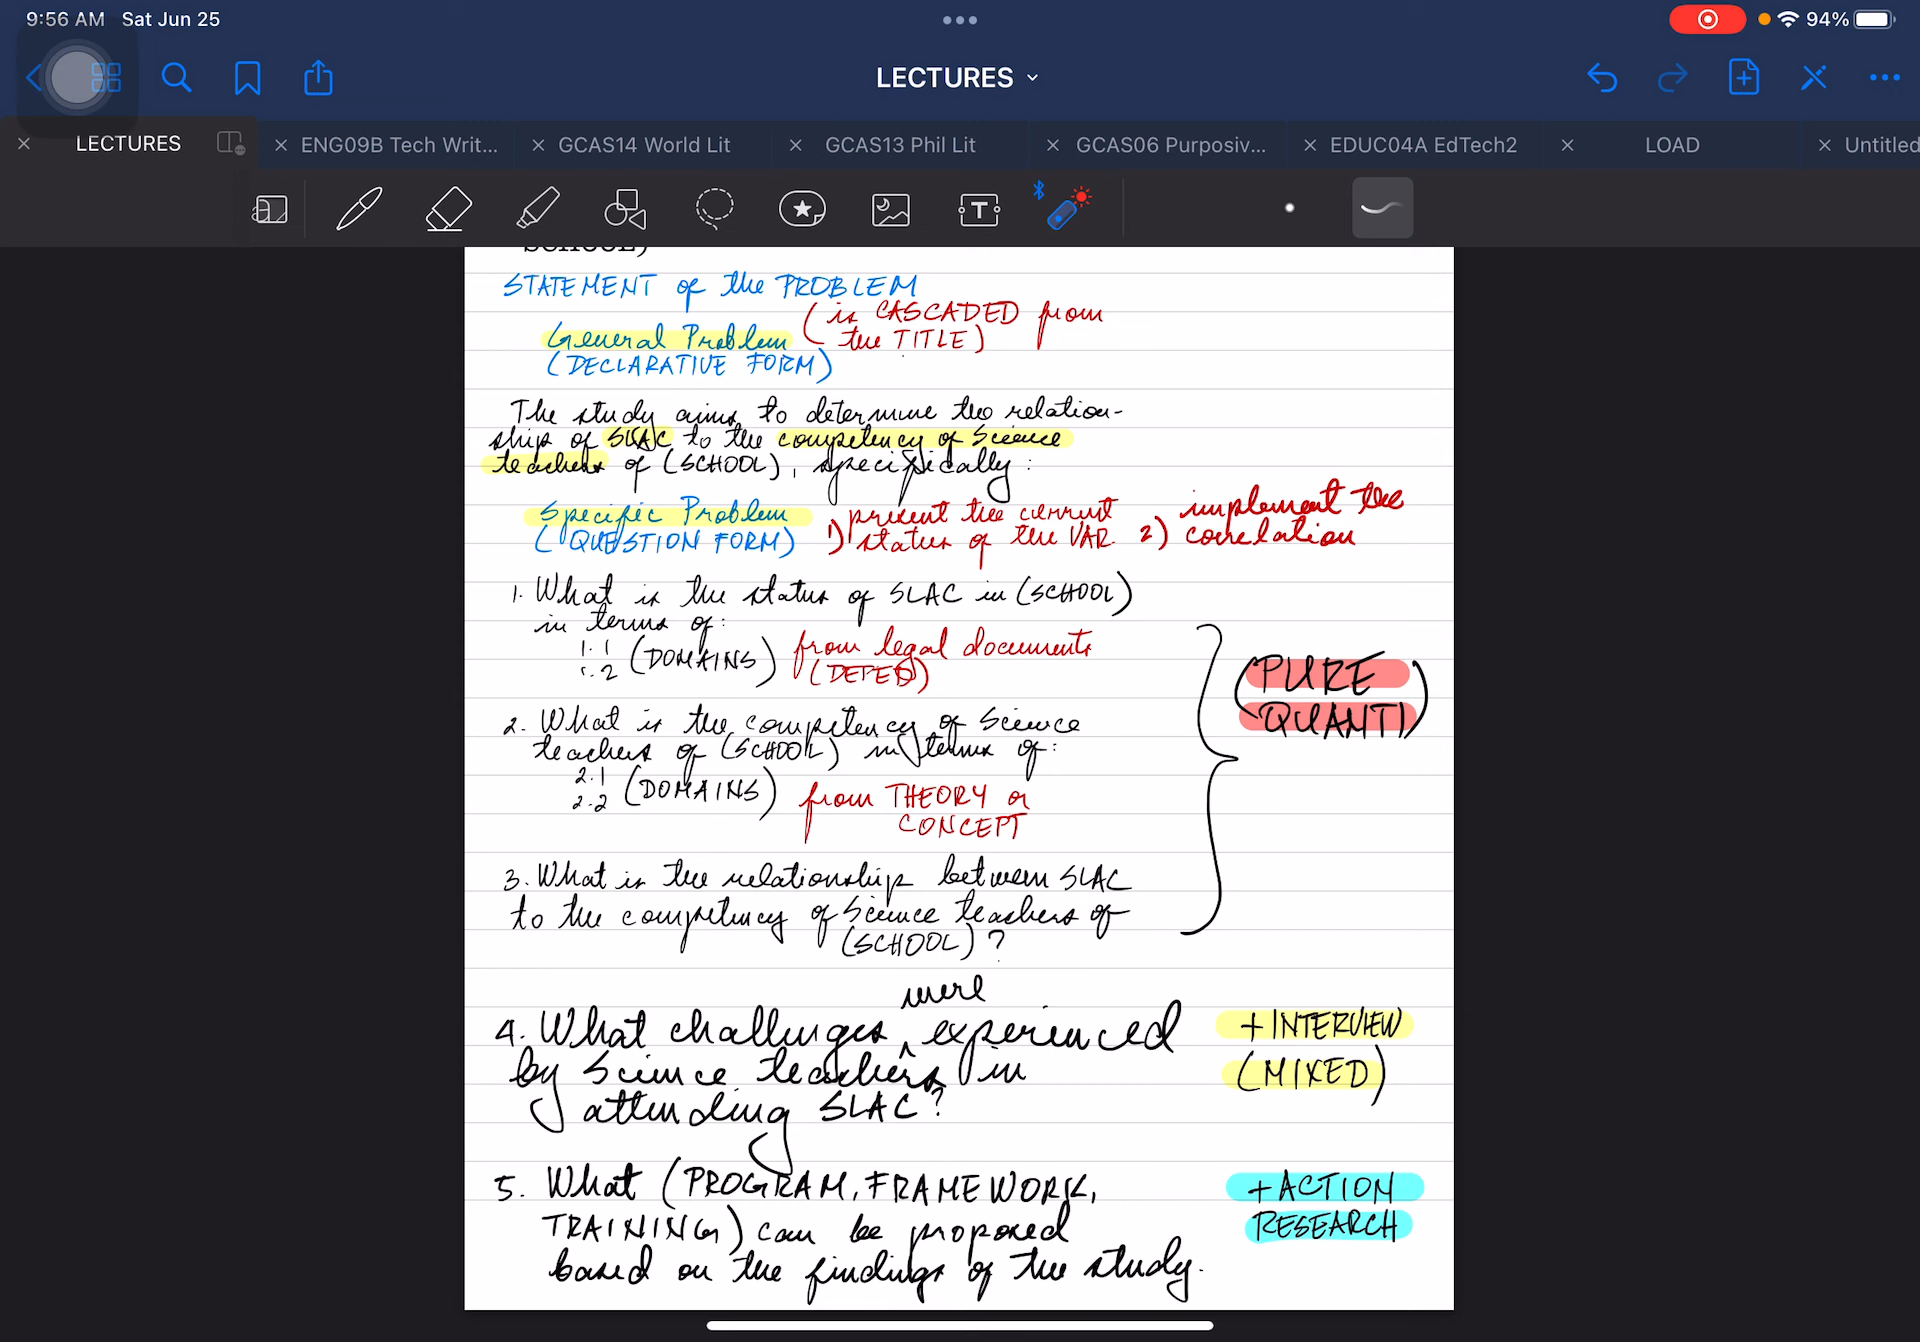 9:56 AM Sat Jun 25
94%
LECTURES
LECTURES
ENG09B Tech Writ...
GCAS14 World Lit
GCAS13 Phil Lit
GCAS06 Purposiv...
EDUC04A EdTech2
LOAD
Untitled
STATEMENT of the PROBLEM
General Problem (is CASCADED from
the TITLE)
(DECLARATIVE FORM)
The study aims to determine the relation-
ship of SLAC to the competency of Science
teachers of (SCHOOL), specifically:
Specific Problem
(QUESTION FORM)
1) present the current
status of the VAR.
2) implement the
correlation
1. What is the status of SLAC in (SCHOOL)
in terms of:
1.1
1.2 (DOMAINS) from legal documents
(DEPED)
2. What is the competency of Science
teachers of (SCHOOL) in terms of:
2.1
2.2 (DOMAINS) from THEORY or
CONCEPT
3. What is the relationship between SLAC
to the competency of Science teachers of
(SCHOOL)?
(PURE
QUANTI)
were
4. What challenges ^ experienced
by Science teachers in
attending SLAC?
+ INTERVIEW
(MIXED)
5. What (PROGRAM, FRAMEWORK,
TRAINING) can be proposed
based on the findings of the study.
+ ACTION
RESEARCH